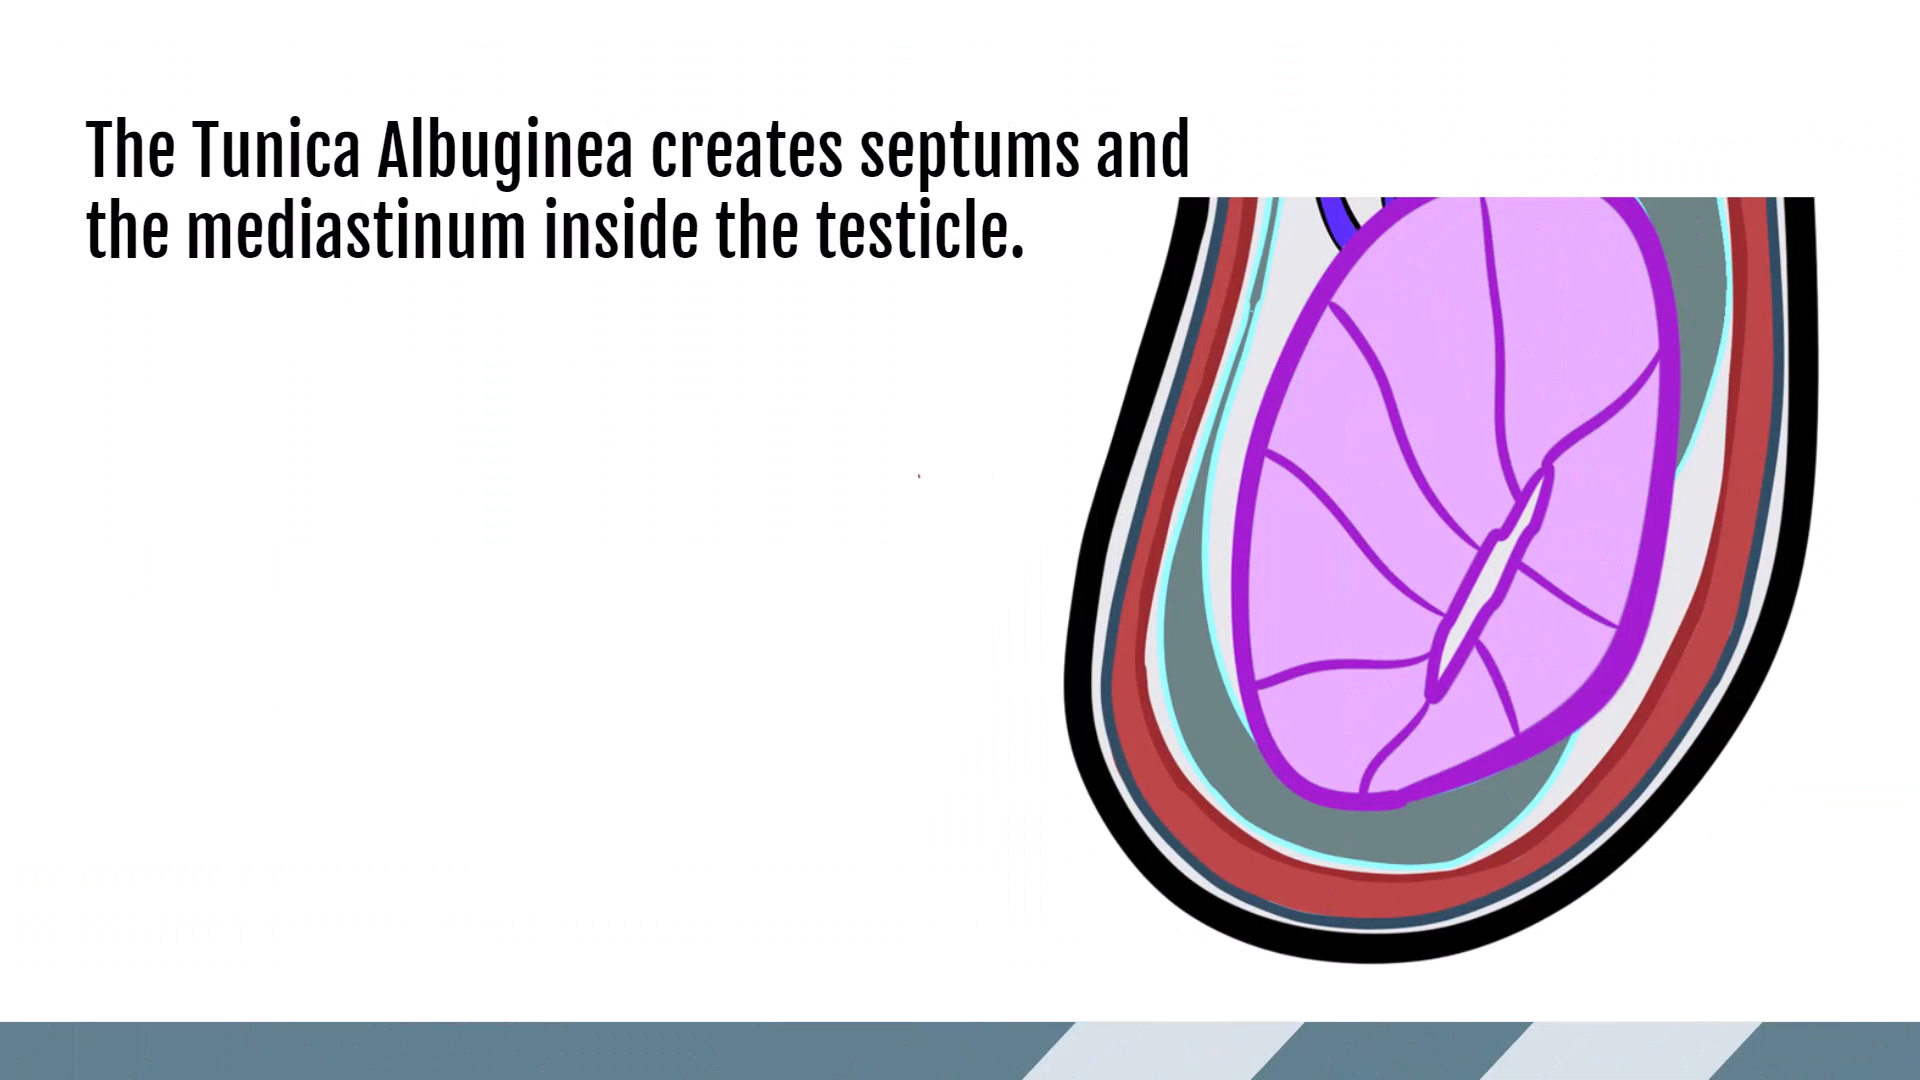 The Tunica Albuginea creates septums and
the mediastinum inside the testicle.